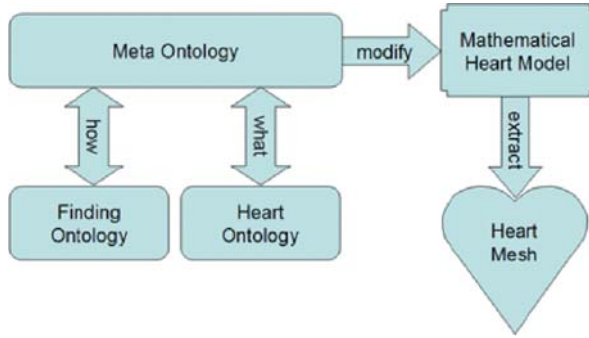 Meta Ontology
modify
Mathematical
Heart Model
how
what
extract
Finding
Ontology
Heart
Ontology
Heart
Mesh